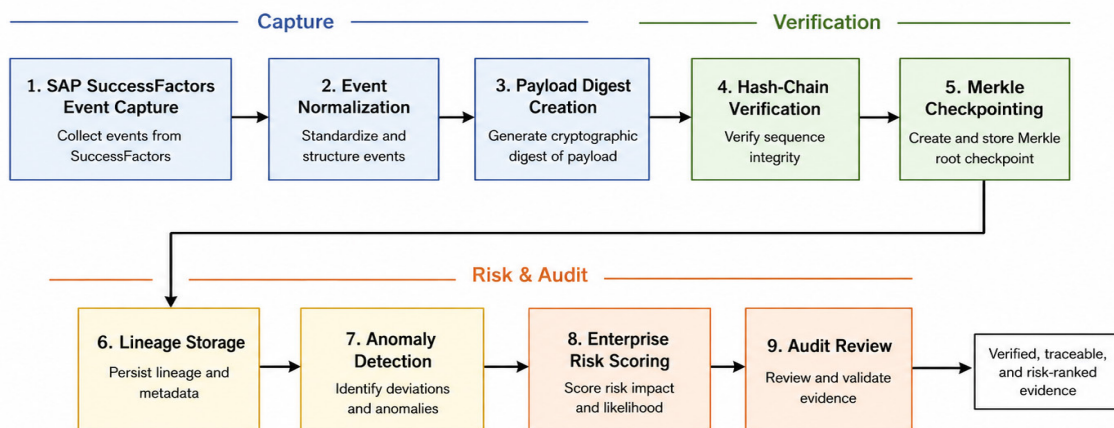 Capture
Verification
1. SAP SuccessFactors
Event Capture
Collect events from
SuccessFactors
2. Event
Normalization
Standardize and
structure events
3. Payload Digest
Creation
Generate cryptographic
digest of payload
4. Hash-Chain
Verification
Verify sequence
integrity
5. Merkle
Checkpointing
Create and store Merkle
root checkpoint
Risk & Audit
6. Lineage Storage
Persist lineage and
metadata
7. Anomaly
Detection
Identify deviations
and anomalies
8. Enterprise
Risk Scoring
Score risk impact
and likelihood
9. Audit Review
Review and validate
evidence
Verified, traceable,
and risk-ranked
evidence